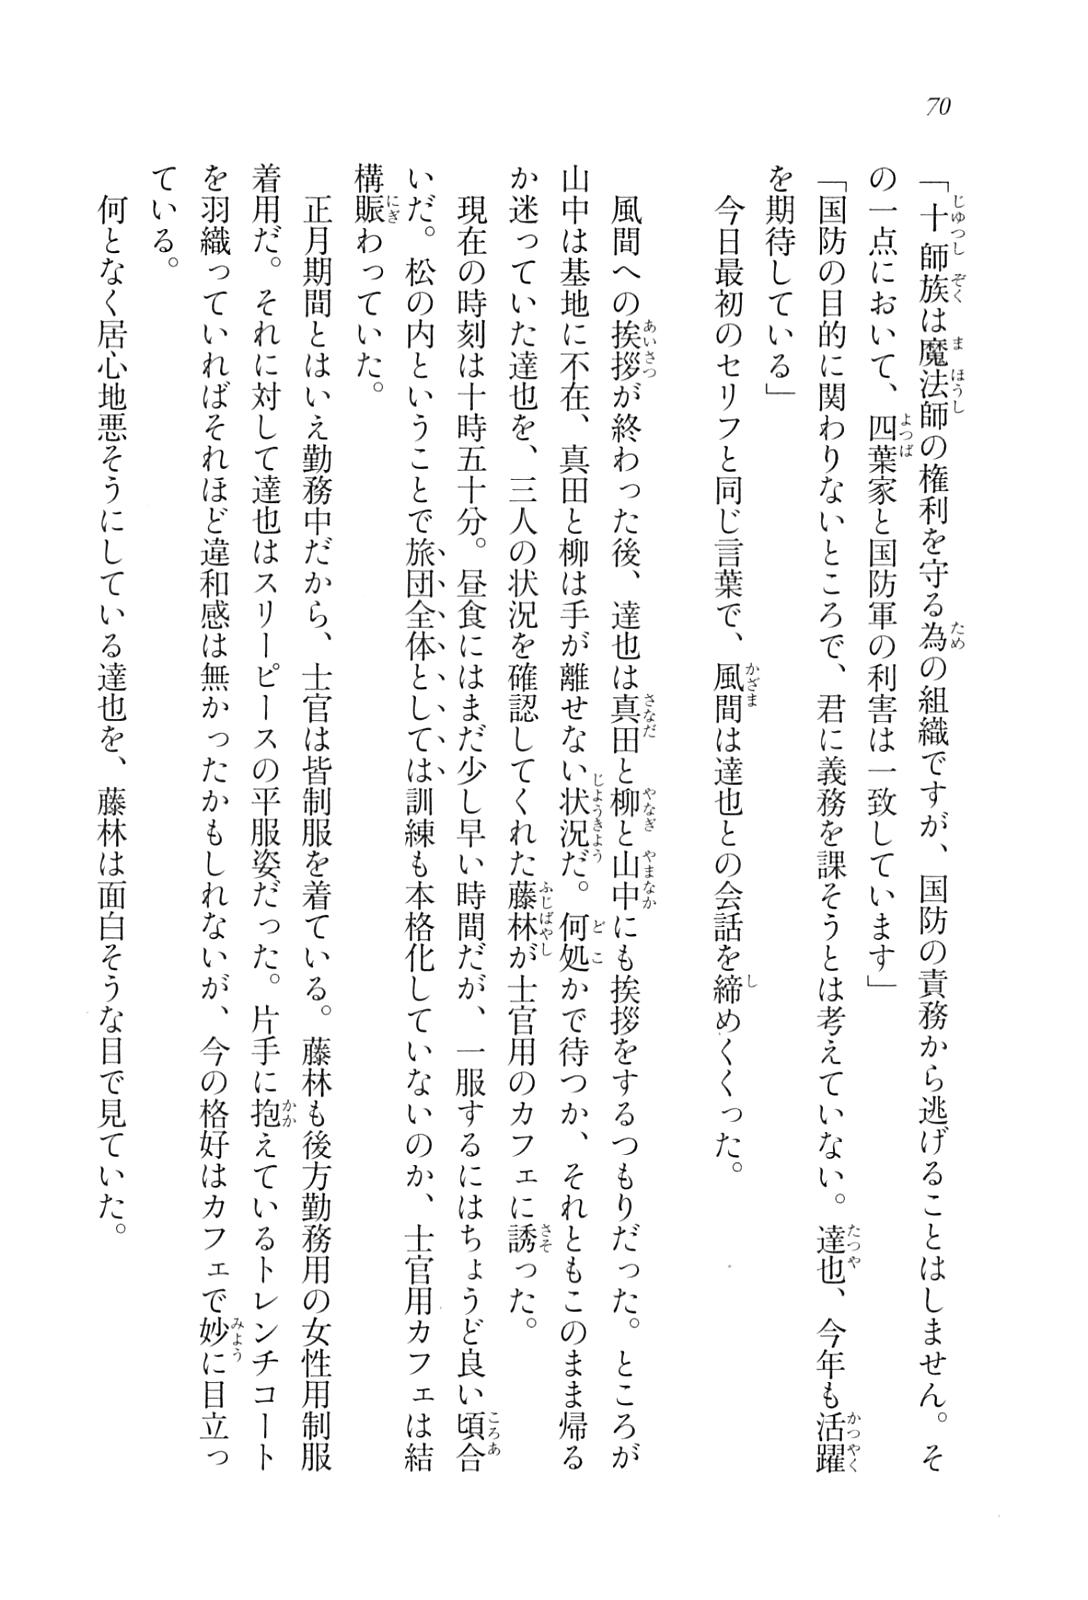 70
「十師族は魔法師の権利を守る為の組織ですが、国防の責務から逃げることはしません。そ
の一点において、四葉家と国防軍の利害は一致しています」
「国防の目的に関わりないところで、君に義務を課そうとは考えていない。達也、今年も活躍
を期待している」
今日最初のセリフと同じ言葉で、風間は達也との会話を締めくくった。
風間への挨拶が終わった後、達也は真田と柳と山中にも挨拶をするつもりだった。ところが
山中は基地に不在、真田と柳は手が離せない状況だ。何処かで待つか、それともこのまま帰る
か迷っていた達也を、三人の状況を確認してくれた藤林が士官用のカフェに誘った。
現在の時刻は十時五十分。昼食にはまだ少し早い時間だが、一服するにはちょうど良い頃合
いだ。松の内ということで旅団全体としては訓練も本格化していないのか、士官用カフェは結
構賑わっていた。
正月期間とはいえ勤務中だから、士官は皆制服を着ている。藤林も後方勤務用の女性用制服
着用だ。それに対して達也はスリーピースの平服姿だった。片手に抱えているトレンチコート
を羽織っていればそれほど違和感は無かったかもしれないが、今の格好はカフェで妙に目立っ
ている。
何となく居心地悪そうにしている達也を、藤林は面白そうな目で見ていた。